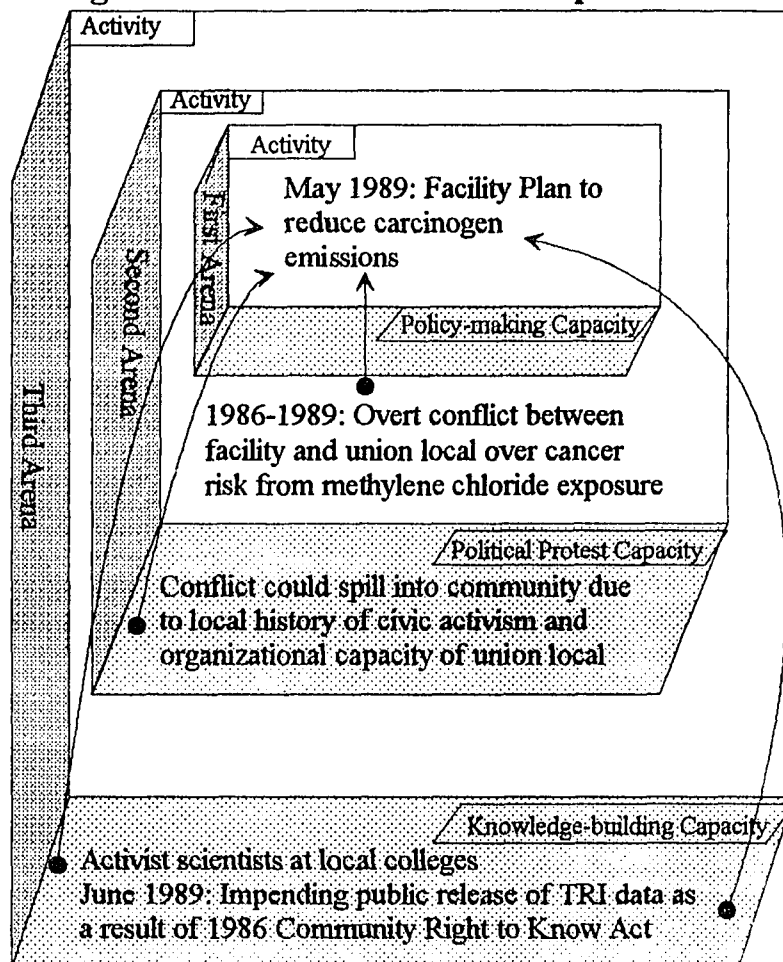 Activity
Activity
Activity
May 1989: Facility Plan to
reduce carcinogen
emissions
First Arena
Policy-making Capacity
Second Arena
1986-1989: Overt conflict between
facility and union local over cancer
risk from methylene chloride exposure
Political Protest Capacity
Third Arena
Conflict could spill into community due
to local history of civic activism and
organizational capacity of union local
Knowledge-building Capacity
Activist scientists at local colleges
June 1989: Impending public release of TRI data as
a result of 1986 Community Right to Know Act